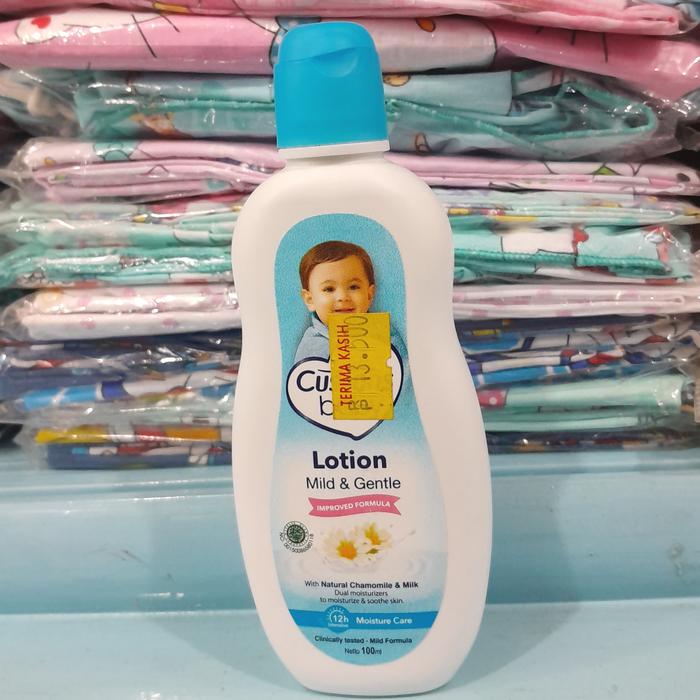 TERIMA KASIH
Rp 13.500
Lotion
Mild & Gentle
IMPROVED FORMULA
With Natural Chamomile & Milk
Dual moisturizers
to moisturize & soothe skin.
12h
Moisture Care
Clinically tested - Mild Formula
Netto 100ml